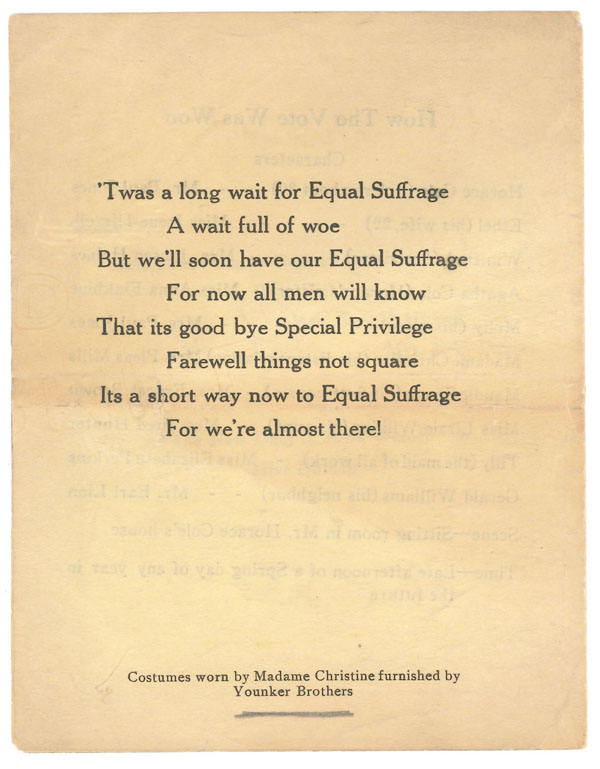 'Twas a long wait for Equal Suffrage
A wait full of woe
But we'll soon have our Equal Suffrage
For now all men will know
That its good bye Special Privilege
Farewell things not square
Its a short way now to Equal Suffrage
For we're almost there!
Costumes worn by Madame Christine furnished by
Younker Brothers